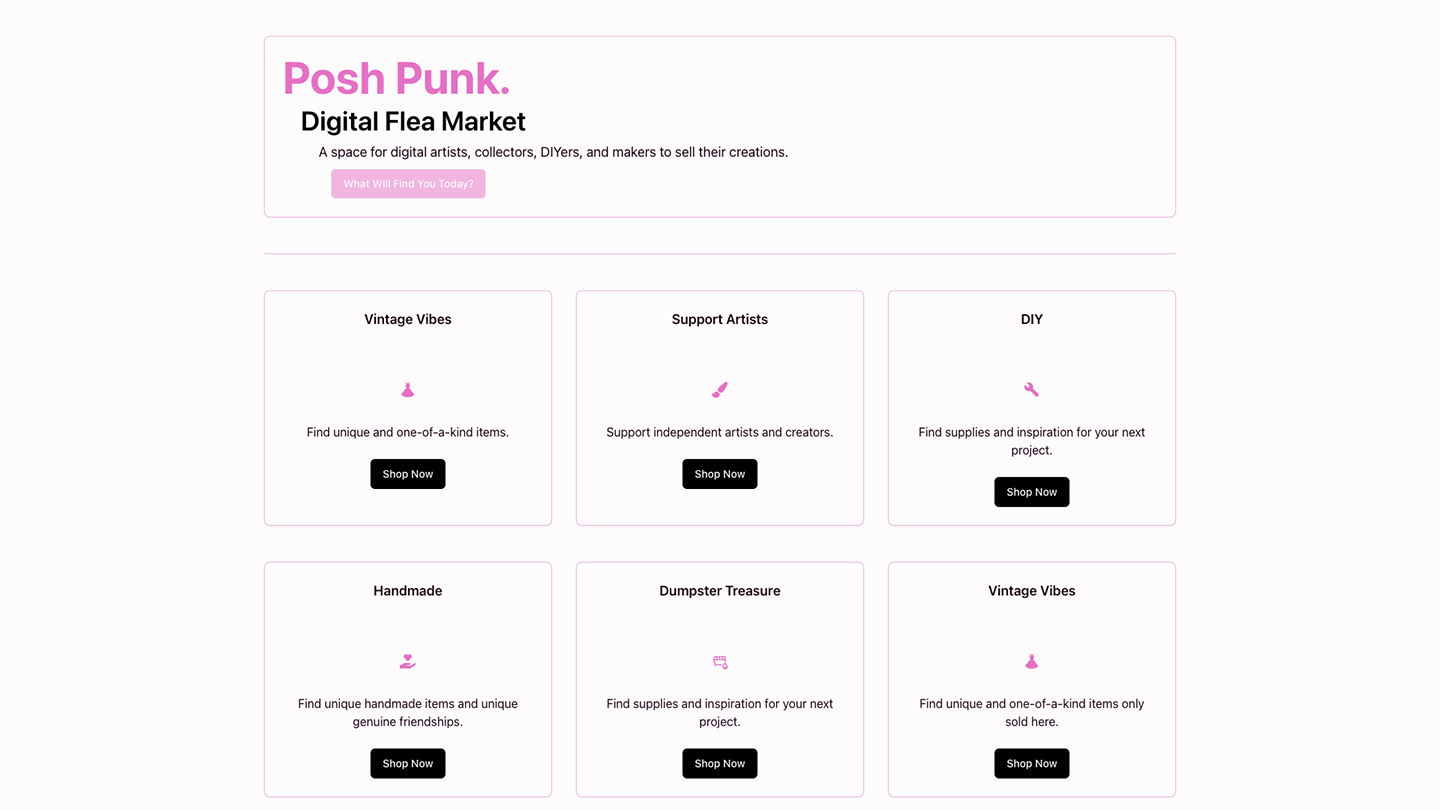 Posh Punk.
Digital Flea Market
A space for digital artists, collectors, DIYers, and makers to sell their creations.
What Will Find You Today?
Vintage Vibes
Find unique and one-of-a-kind items.
Shop Now
Support Artists
Support independent artists and creators.
Shop Now
DIY
Find supplies and inspiration for your next
project.
Shop Now
Handmade
Find unique handmade items and unique
genuine friendships.
Shop Now
Dumpster Treasure
Find supplies and inspiration for your next
project.
Shop Now
Vintage Vibes
Find unique and one-of-a-kind items only
sold here.
Shop Now